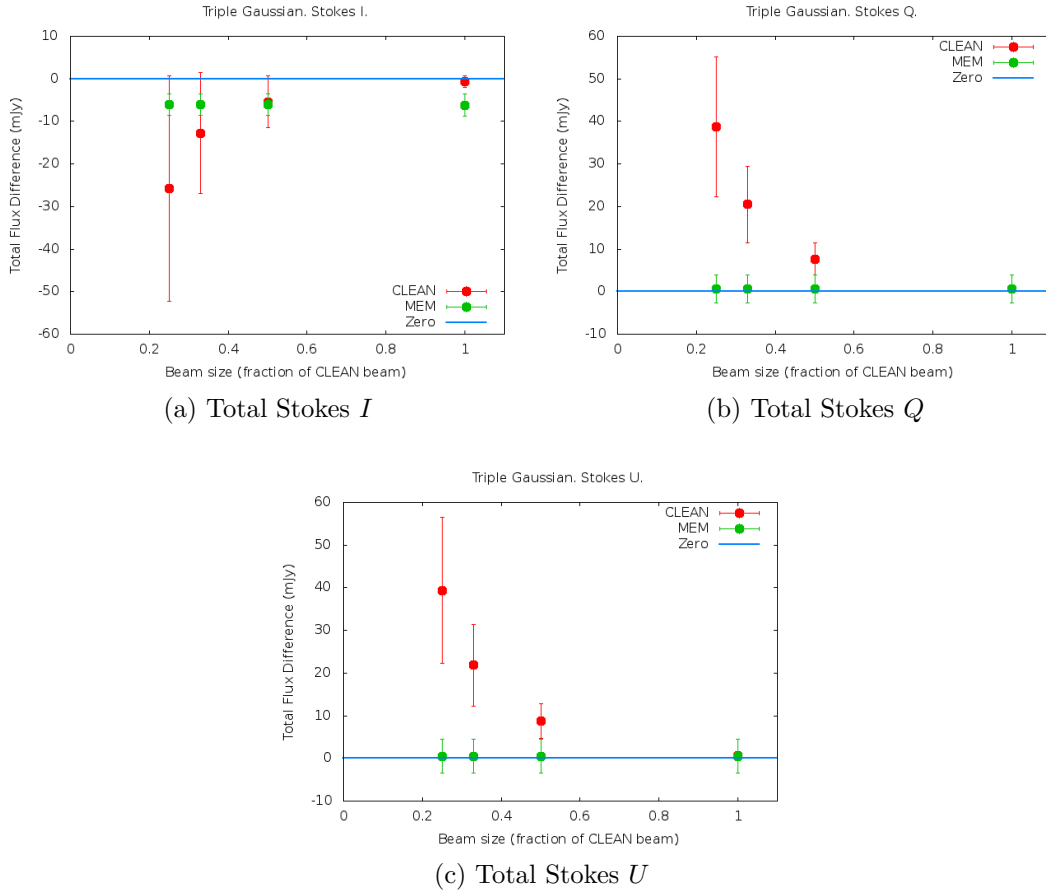 Triple Gaussian. Stokes I.
10
0
-10
-20
-30
-40
-50
-60
Total Flux Difference (mJy)
CLEAN
MEM
Zero
0
0.2
0.4
0.6
0.8
1
Beam size (fraction of CLEAN beam)
(a) Total Stokes I
Triple Gaussian. Stokes Q.
60
50
40
30
20
10
0
-10
Total Flux Difference (mJy)
CLEAN
MEM
Zero
0
0.2
0.4
0.6
0.8
1
Beam size (fraction of CLEAN beam)
(b) Total Stokes Q
Triple Gaussian. Stokes U.
60
50
40
30
20
10
0
-10
Total Flux Difference (mJy)
CLEAN
MEM
Zero
0
0.2
0.4
0.6
0.8
1
Beam size (fraction of CLEAN beam)
(c) Total Stokes U